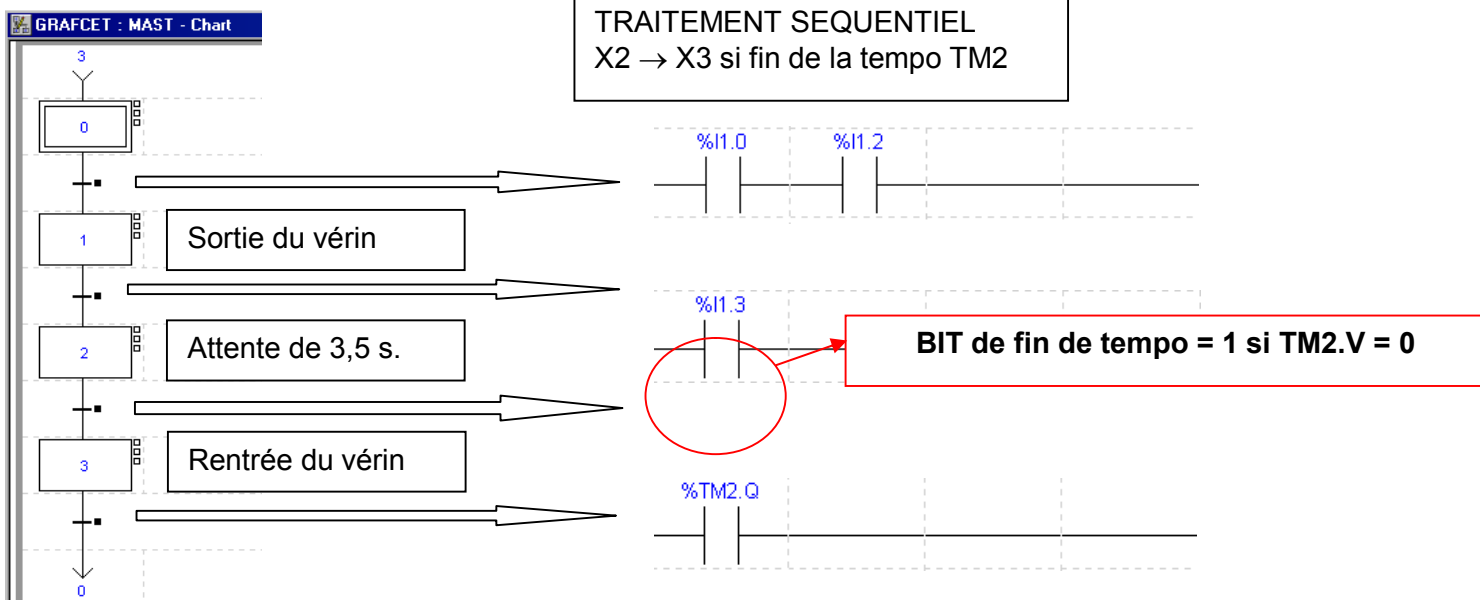 GRAFCET : MAST - Chart
TRAITEMENT SEQUENTIEL
X2 → X3 si fin de la tempo TM2
3
0
%I1.0 %I1.2
1
Sortie du vérin
%I1.3
BIT de fin de tempo = 1 si TM2.V = 0
2
Attente de 3,5 s.
3
Rentrée du vérin
%TM2.Q
0